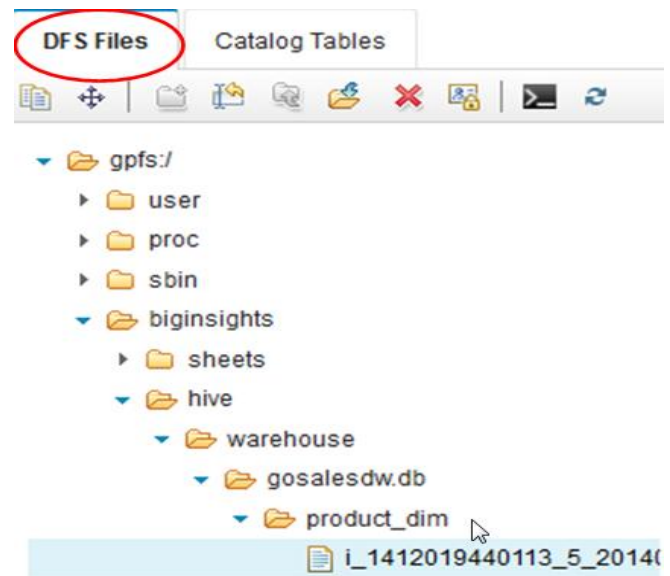 DFS Files Catalog Tables
gpfs:/
user
proc
sbin
biginsights
sheets
hive
warehouse
gosalesdw.db
product_dim
i_1412019440113_5_2014